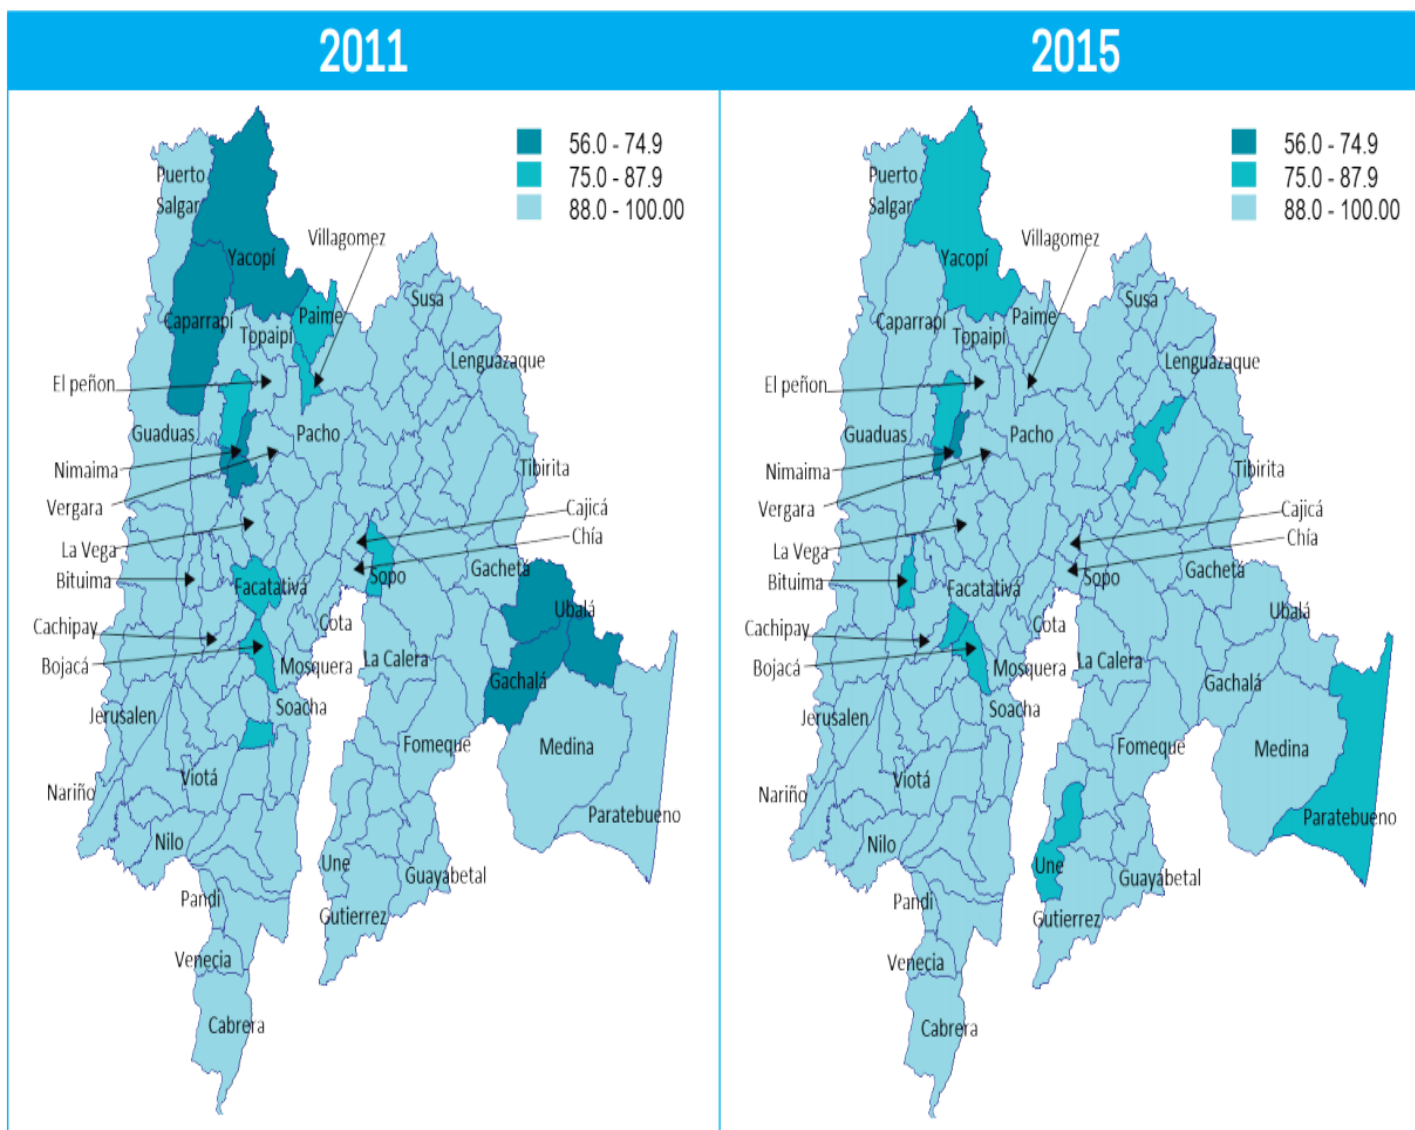 2011
2015
56.0 - 74.9
75.0 - 87.9
88.0 - 100.00
Puerto
Salgar
Villagomez
Yacopí
Susa
Caparrapí
Paime
Topaipí
Lenguazaque
El peñon
Guaduas
Pacho
Nimaima
Tibirita
Vergara
Cajicá
La Vega
Chía
Gachetá
Bituima
Facatativá
Sopo
Ubalá
Cachipay
Cota
Bojacá
Mosquera
La Calera
Gachalá
Jerusalen
Soacha
Fomeque
Medina
Viotá
Nariño
Paratebueno
Nilo
Une
Guayabetal
Pandi
Gutierrez
Venecia
Cabrera
56.0 - 74.9
75.0 - 87.9
88.0 - 100.00
Puerto
Salgar
Villagomez
Yacopí
Susa
Caparrapí
Paime
Topaipí
Lenguazaque
El peñon
Guaduas
Pacho
Nimaima
Tibirita
Vergara
Cajicá
La Vega
Chía
Gachetá
Bituima
Facatativá
Sopo
Ubalá
Cachipay
Cota
Bojacá
Mosquera
La Calera
Gachalá
Jerusalen
Soacha
Fomeque
Medina
Viotá
Nariño
Paratebueno
Nilo
Une
Guayabetal
Pandi
Gutierrez
Venecia
Cabrera